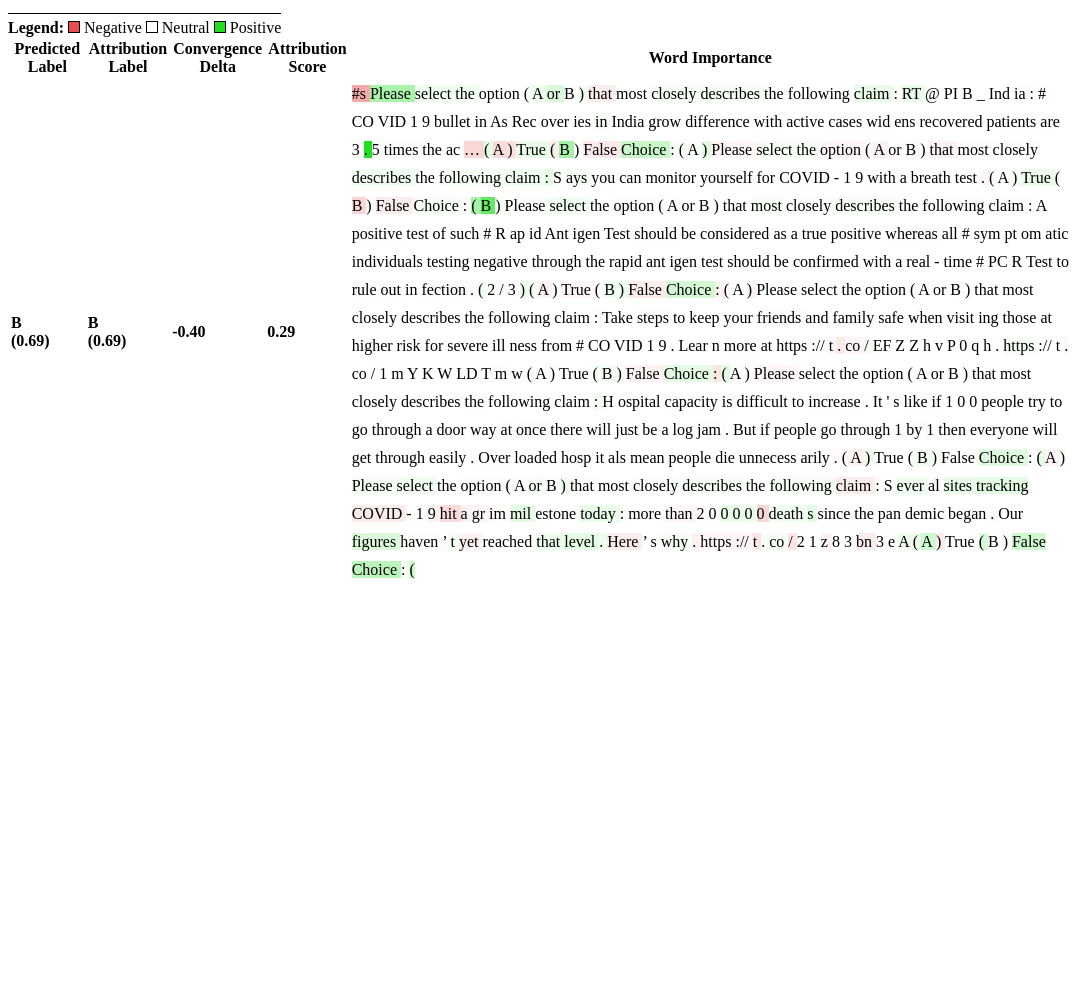 Legend: Negative Neutral Positive
Predicted Label Attribution Label Convergence Delta Attribution Score Word Importance
B (0.69) B (0.69) -0.40 0.29
#s Please select the option ( A or B ) that most closely describes the following claim : RT @ PI B _ Ind ia : #
CO VID 1 9 bullet in As Rec over ies in India grow difference with active cases wid ens recovered patients are
3 . 5 times the ac … ( A ) True ( B ) False Choice : ( A ) Please select the option ( A or B ) that most closely
describes the following claim : S ays you can monitor yourself for COVID - 1 9 with a breath test . ( A ) True (
B ) False Choice : ( B ) Please select the option ( A or B ) that most closely describes the following claim : A
positive test of such # R ap id Ant igen Test should be considered as a true positive whereas all # sym pt om atic
individuals testing negative through the rapid ant igen test should be confirmed with a real - time # PC R Test to
rule out in fection . ( 2 / 3 ) ( A ) True ( B ) False Choice : ( A ) Please select the option ( A or B ) that most
closely describes the following claim : Take steps to keep your friends and family safe when visit ing those at
higher risk for severe ill ness from # CO VID 1 9 . Lear n more at https :// t . co / EF Z Z h v P 0 q h . https :// t .
co / 1 m Y K W LD T m w ( A ) True ( B ) False Choice : ( A ) Please select the option ( A or B ) that most
closely describes the following claim : H ospital capacity is difficult to increase . It ' s like if 1 0 0 people try to
go through a door way at once there will just be a log jam . But if people go through 1 by 1 then everyone will
get through easily . Over loaded hosp it als mean people die unnecess arily . ( A ) True ( B ) False Choice : ( A )
Please select the option ( A or B ) that most closely describes the following claim : S ever al sites tracking
COVID - 1 9 hit a gr im mil estone today : more than 2 0 0 0 0 0 death s since the pan demic began . Our
figures haven ’ t yet reached that level . Here ’ s why . https :// t . co / 2 1 z 8 3 bn 3 e A ( A ) True ( B ) False
Choice : (